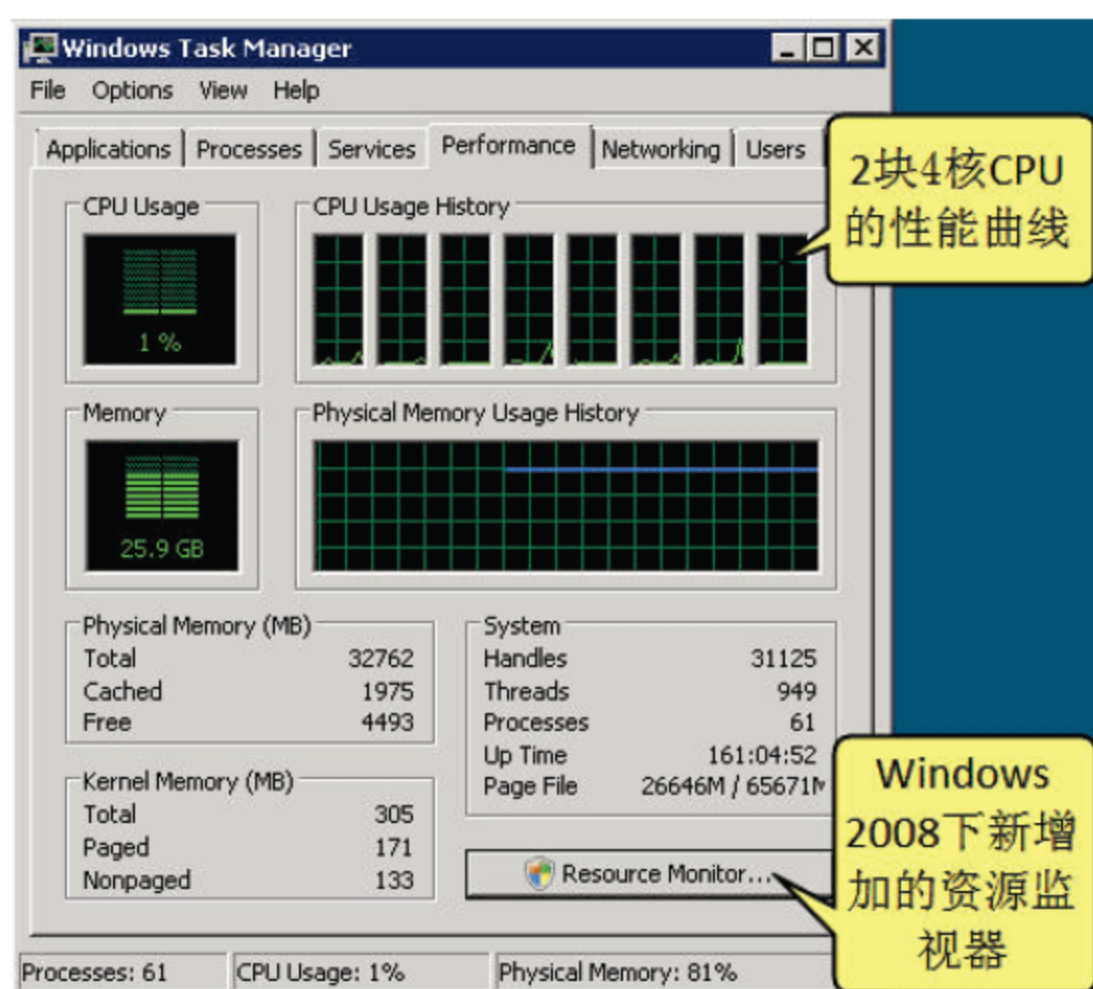 Windows Task Manager
File Options View Help
Applications Processes Services Performance Networking Users
2块4核CPU
的性能曲线
CPU Usage
CPU Usage History
1 %
Memory
Physical Memory Usage History
25.9 GB
Physical Memory (MB)
Total 32762
Cached 1975
Free 4493
System
Handles 31125
Threads 949
Processes 61
Up Time 161:04:52
Page File 26646M / 65671M
Kernel Memory (MB)
Total 305
Paged 171
Nonpaged 133
Resource Monitor...
Windows
2008下新增
加的资源监
视器
Processes: 61 CPU Usage: 1% Physical Memory: 81%